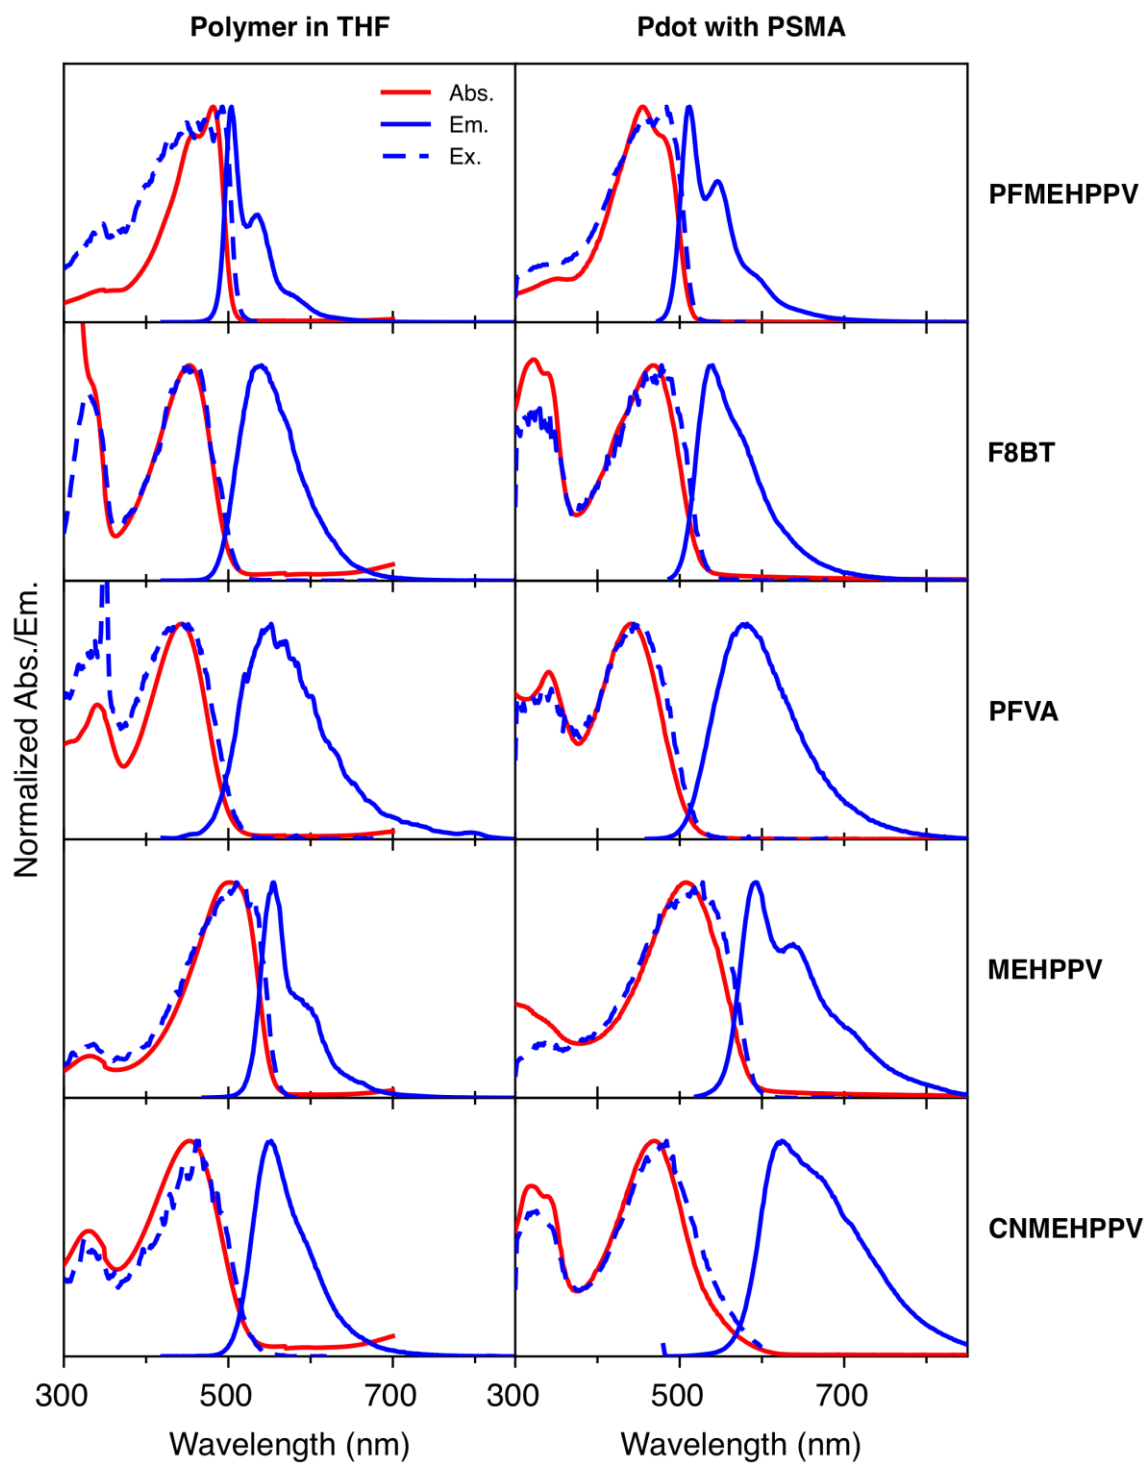 Polymer in THF
Pdot with PSMA
Abs.
Em.
Ex.
PFMEHPPV
F8BT
PFVA
MEHPPV
CNMEHPPV
Normalized Abs./Em.
300 500 700 300 500 700
Wavelength (nm) Wavelength (nm)